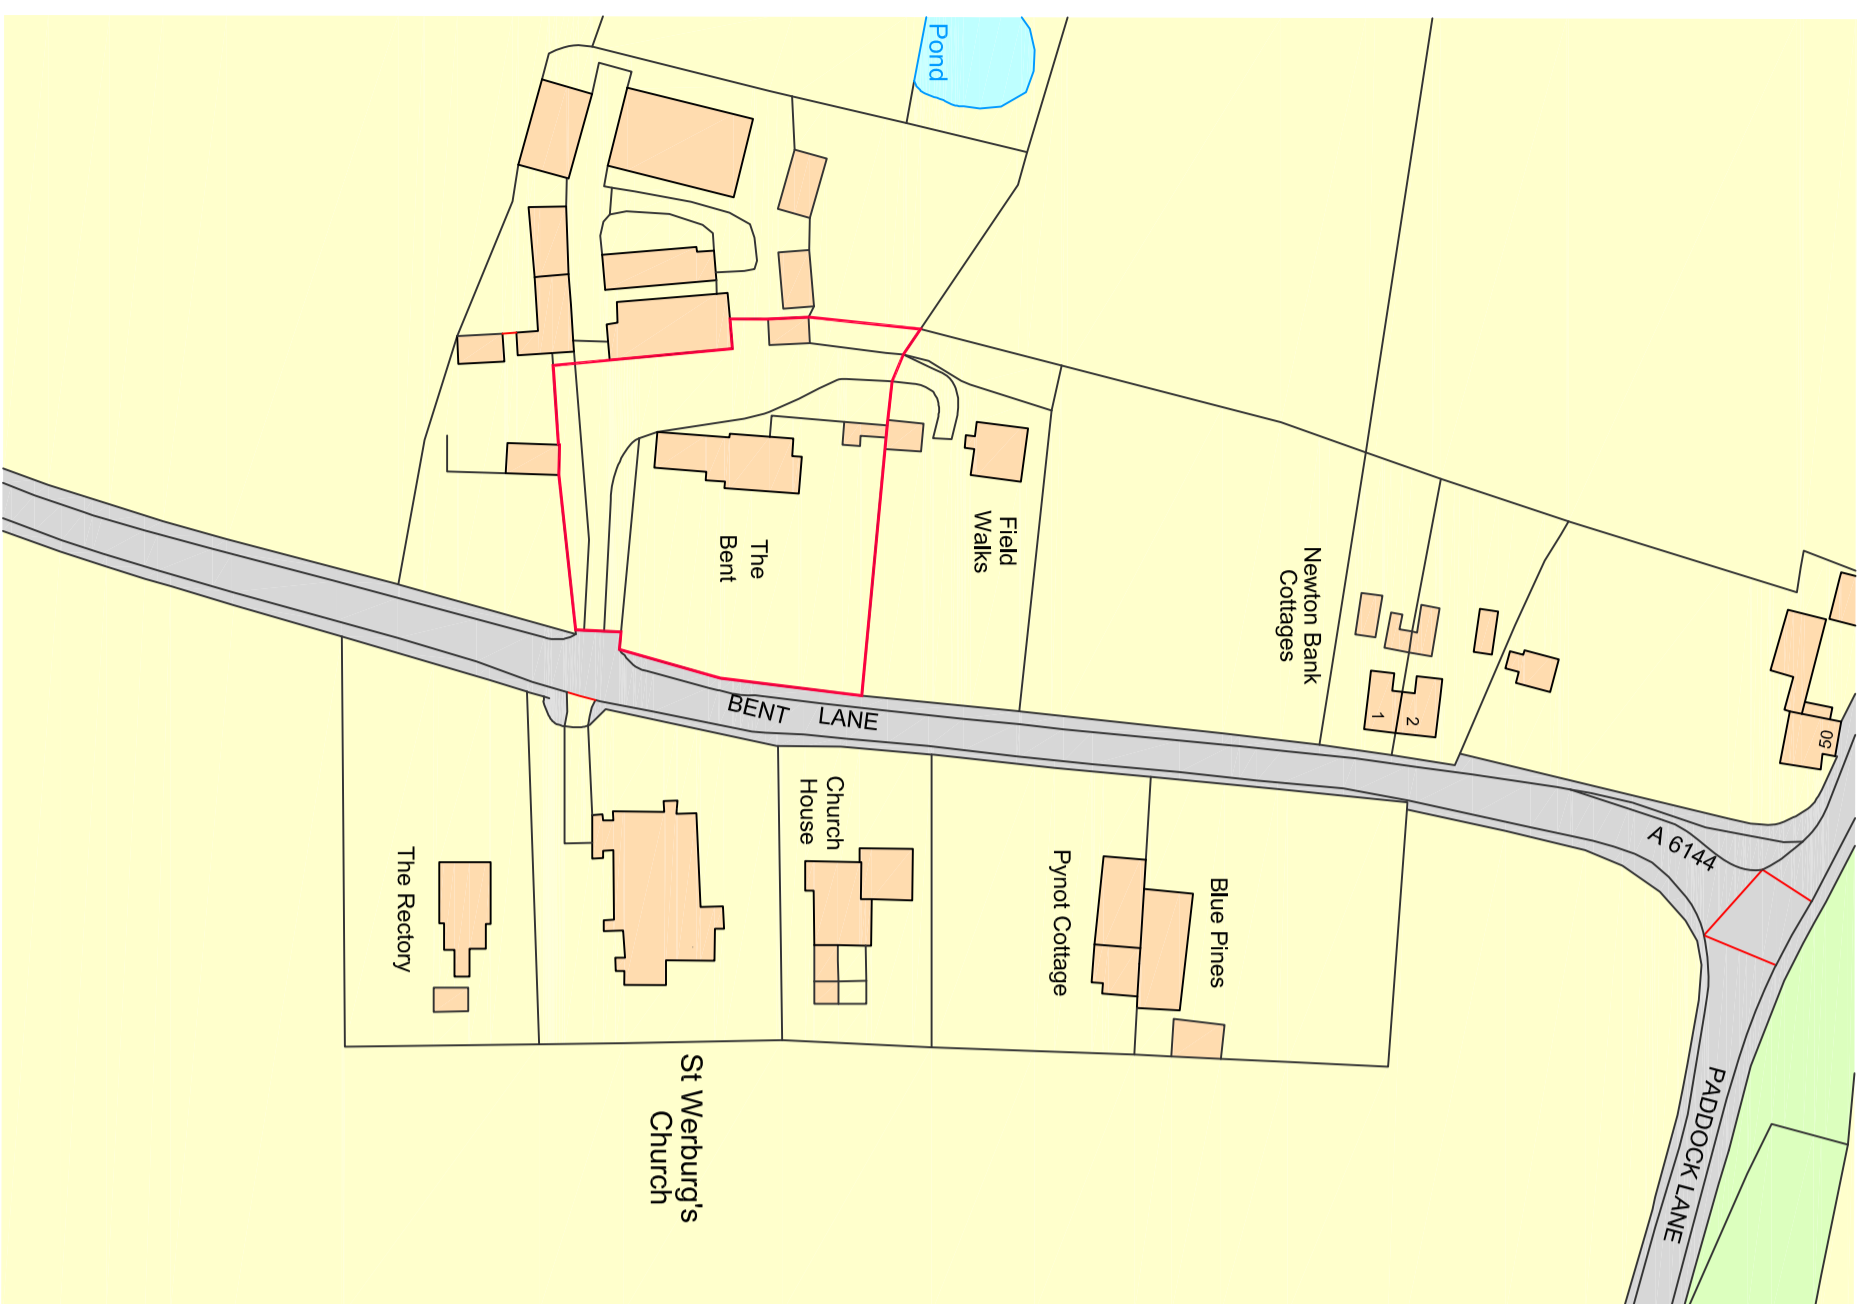 Pond
The
Bent
Field
Walks
Newton Bank
Cottages
1
2
50
BENT LANE
A 6144
Church
House
The Rectory
Pynot Cottage
Blue Pines
St Werburg's
Church
PADDOCK LANE